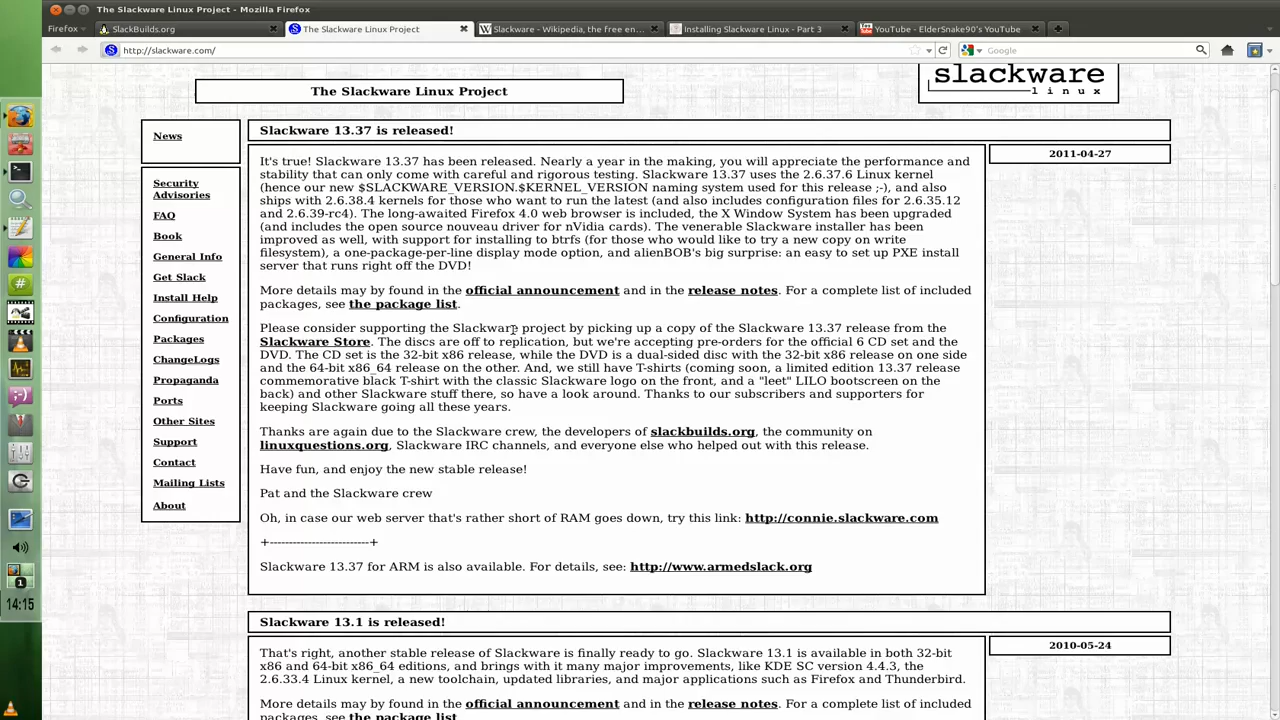 The Slackware Linux Project - Mozilla Firefox
Firefox
SlackBuilds.org
The Slackware Linux Project
Slackware - Wikipedia, the free en...
Installing Slackware Linux - Part 3
YouTube - ElderSnake90's YouTube
http://slackware.com/
Google
The Slackware Linux Project
slackware
linux
News
Security
Advisories
FAQ
Book
General Info
Get Slack
Install Help
Configuration
Packages
ChangeLogs
Propaganda
Ports
Other Sites
Support
Contact
Mailing Lists
About
Slackware 13.37 is released!
2011-04-27
It's true! Slackware 13.37 has been released. Nearly a year in the making, you will appreciate the performance and
stability that can only come with careful and rigorous testing. Slackware 13.37 uses the 2.6.37.6 Linux kernel
(hence our new $SLACKWARE_VERSION.$KERNEL_VERSION naming system used for this release ;-), and also
ships with 2.6.38.4 kernels for those who want to run the latest (and also includes configuration files for 2.6.35.12
and 2.6.39-rc4). The long-awaited Firefox 4.0 web browser is included, the X Window System has been upgraded
(and includes the open source nouveau driver for nVidia cards). The venerable Slackware installer has been
improved as well, with support for installing to btrfs (for those who would like to try a new copy on write
filesystem), a one-package-per-line display mode option, and alienBOB's big surprise: an easy to set up PXE install
server that runs right off the DVD!
More details may by found in the official announcement and in the release notes. For a complete list of included
packages, see the package list.
Please consider supporting the Slackware project by picking up a copy of the Slackware 13.37 release from the
Slackware Store. The discs are off to replication, but we're accepting pre-orders for the official 6 CD set and the
DVD. The CD set is the 32-bit x86 release, while the DVD is a dual-sided disc with the 32-bit x86 release on one side
and the 64-bit x86_64 release on the other. And, we still have T-shirts (coming soon, a limited edition 13.37 release
commemorative black T-shirt with the classic Slackware logo on the front, and a "leet" LILO bootscreen on the
back) and other Slackware stuff there, so have a look around. Thanks to our subscribers and supporters for
keeping Slackware going all these years.
Thanks are again due to the Slackware crew, the developers of slackbuilds.org, the community on
linuxquestions.org, Slackware IRC channels, and everyone else who helped out with this release.
Have fun, and enjoy the new stable release!
Pat and the Slackware crew
Oh, in case our web server that's rather short of RAM goes down, try this link: http://connie.slackware.com
+-------------------------+
Slackware 13.37 for ARM is also available. For details, see: http://www.armedslack.org
Slackware 13.1 is released!
2010-05-24
That's right, another stable release of Slackware is finally ready to go. Slackware 13.1 is available in both 32-bit
x86 and 64-bit x86_64 editions, and brings with it many major improvements, like KDE SC version 4.4.3, the
2.6.33.4 Linux kernel, a new toolchain, updated libraries, and major applications such as Firefox and Thunderbird.
More details may by found in the official announcement and in the release notes. For a complete list of included
packages, see the package list
1
14:15